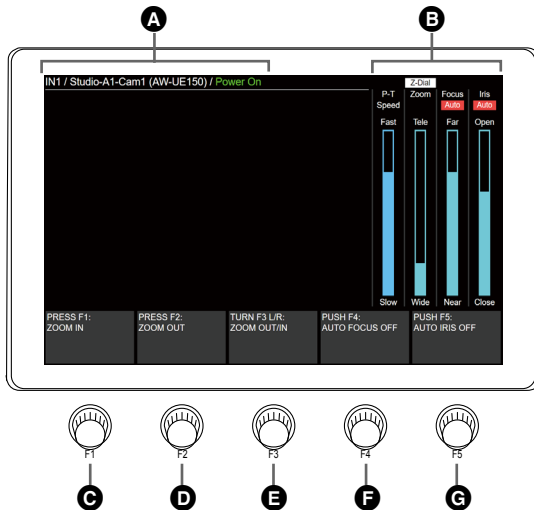 A
B
IN1 / Studio-A1-Cam1 (AW-UE150) / Power On
Z-Dial
P-T Speed
Zoom
Focus
Iris
Auto
Auto
Fast
Tele
Far
Open
Slow
Wide
Near
Close
PRESS F1:
ZOOM IN
PRESS F2:
ZOOM OUT
TURN F3 L/R:
ZOOM OUT/IN
PUSH F4:
AUTO FOCUS OFF
PUSH F5:
AUTO IRIS OFF
F1
F2
F3
F4
F5
C
D
E
F
G